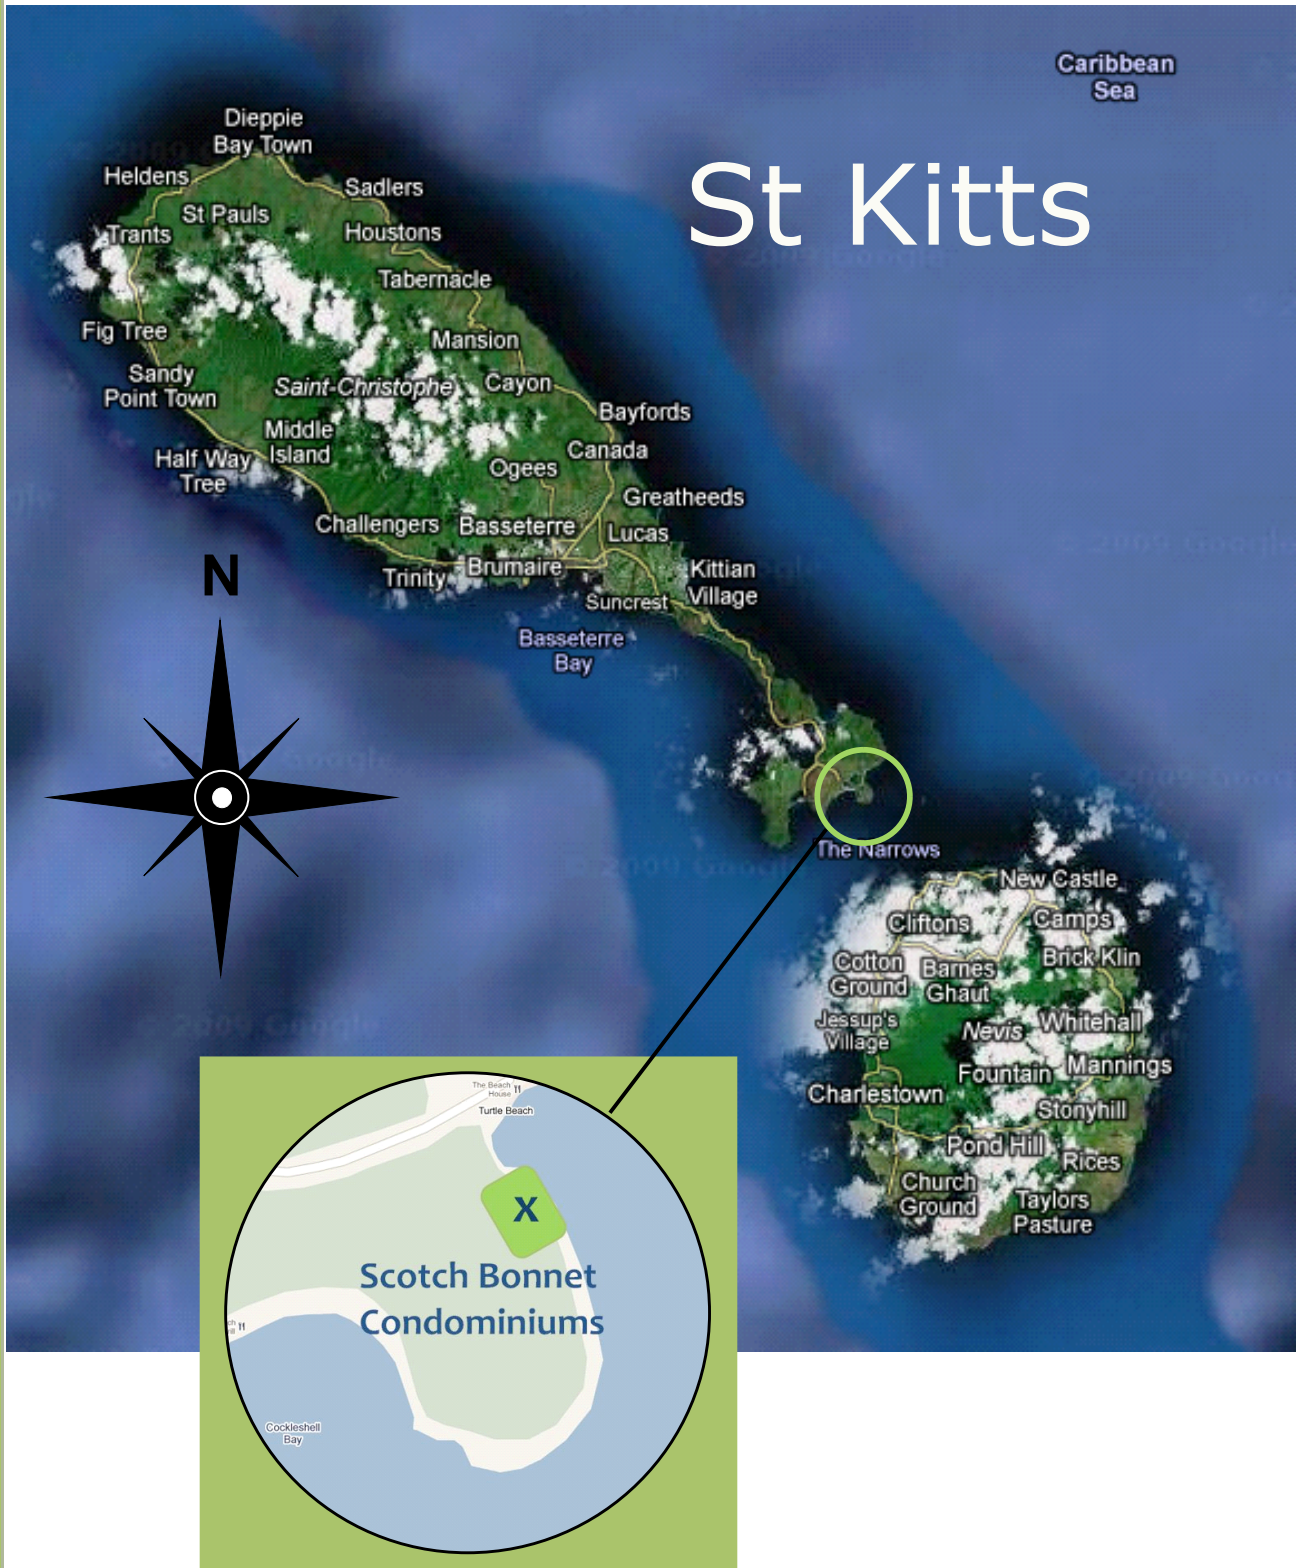 Caribbean
Sea
St Kitts
Dieppie
Bay Town
Heldens
Sadlers
St Pauls
Trants
Houstons
Tabernacle
Fig Tree
Mansion
Sandy
Point Town
Saint-Christophe
Cayon
Bayfords
Middle
Island
Canada
Half Way
Tree
Ogees
Greatheeds
Challengers
Basseterre
Lucas
Trinity
Brumaire
Kittian
Village
Suncrest
Basseterre
Bay
N
The Narrows
New Castle
Cliftons
Camps
Cotton
Ground
Barnes
Ghaut
Brick Klin
Jessup's
Village
Nevis
Whitehall
Fountain
Mannings
Charlestown
Stonyhill
Pond Hill
Rices
Church
Ground
Taylors
Pasture
The Beach
House
Turtle Beach
X
Scotch Bonnet
Condominiums
Cockleshell
Bay